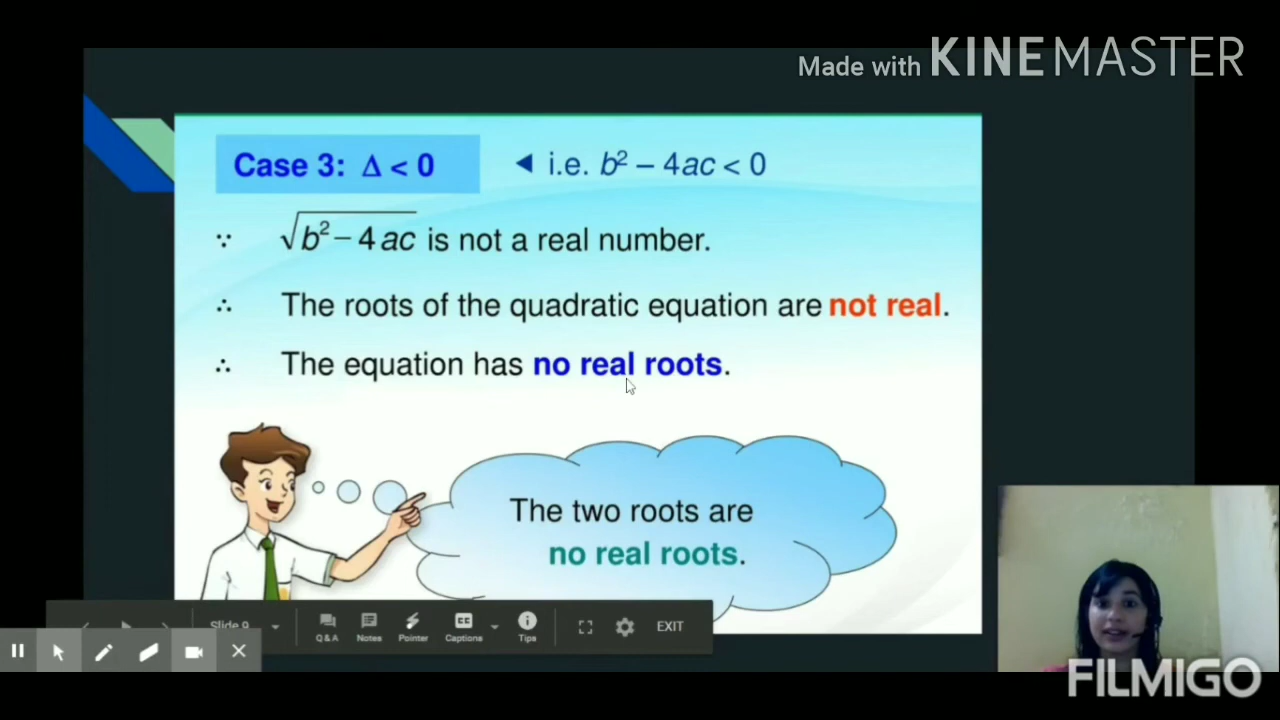 Made with KINEMASTER
Case 3: Δ < 0 ◄ i.e. b² – 4ac < 0
∵ √(b² – 4ac) is not a real number.
∴ The roots of the quadratic equation are not real.
∴ The equation has no real roots.
The two roots are
no real roots.
Slide 9
Q&A Notes Pointer Captions Tips EXIT
CC
FILMIGO